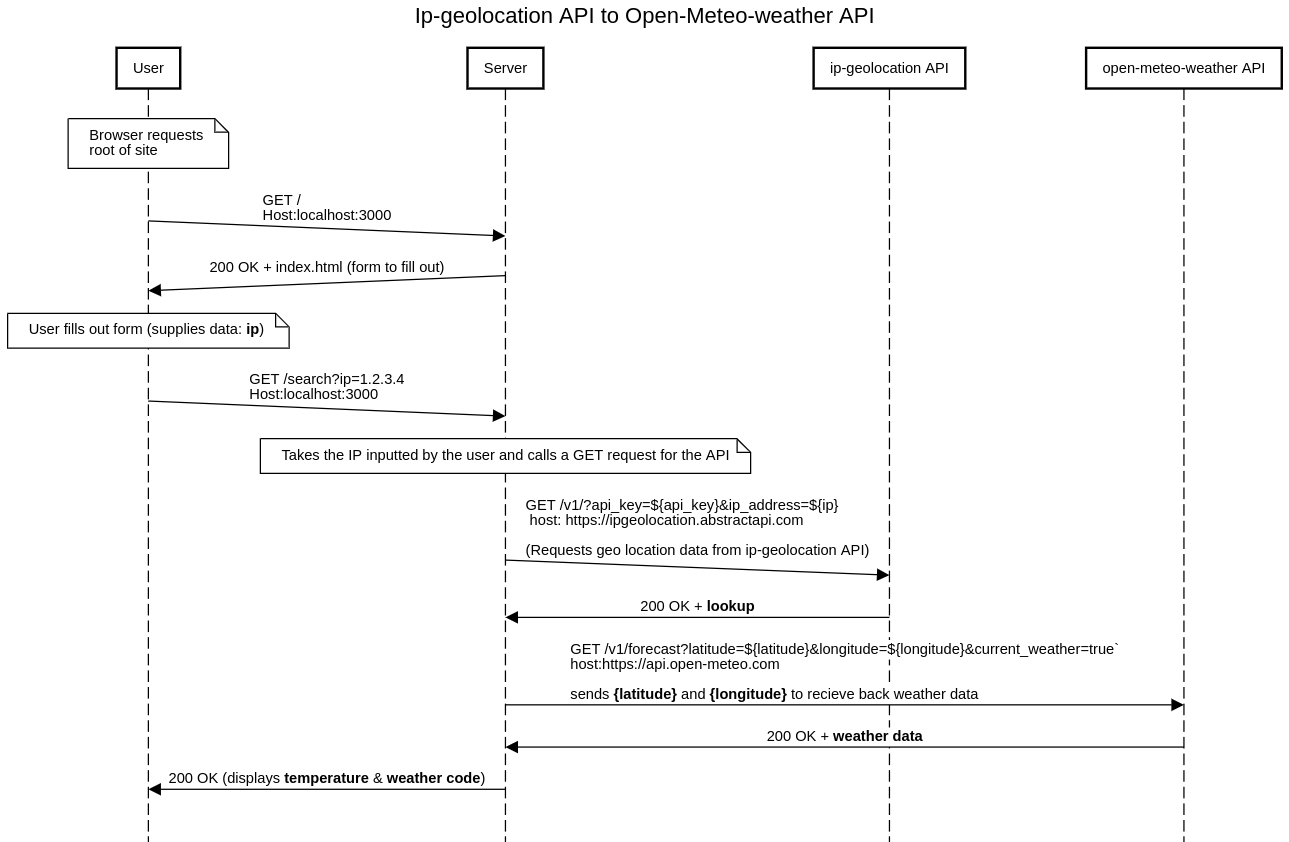 Ip-geolocation API to Open-Meteo-weather API
User
Server
ip-geolocation API
open-meteo-weather API
Browser requests
root of site
GET /
Host:localhost:3000
200 OK + index.html (form to fill out)
User fills out form (supplies data: ip)
GET /search?ip=1.2.3.4
Host:localhost:3000
Takes the IP inputted by the user and calls a GET request for the API
GET /v1/?api_key=${api_key}&ip_address=${ip}
host: https://ipgeolocation.abstractapi.com
(Requests geo location data from ip-geolocation API)
200 OK + lookup
GET /v1/forecast?latitude=${latitude}&longitude=${longitude}&current_weather=true`
host:https://api.open-meteo.com
sends {latitude} and {longitude} to recieve back weather data
200 OK + weather data
200 OK (displays temperature & weather code)